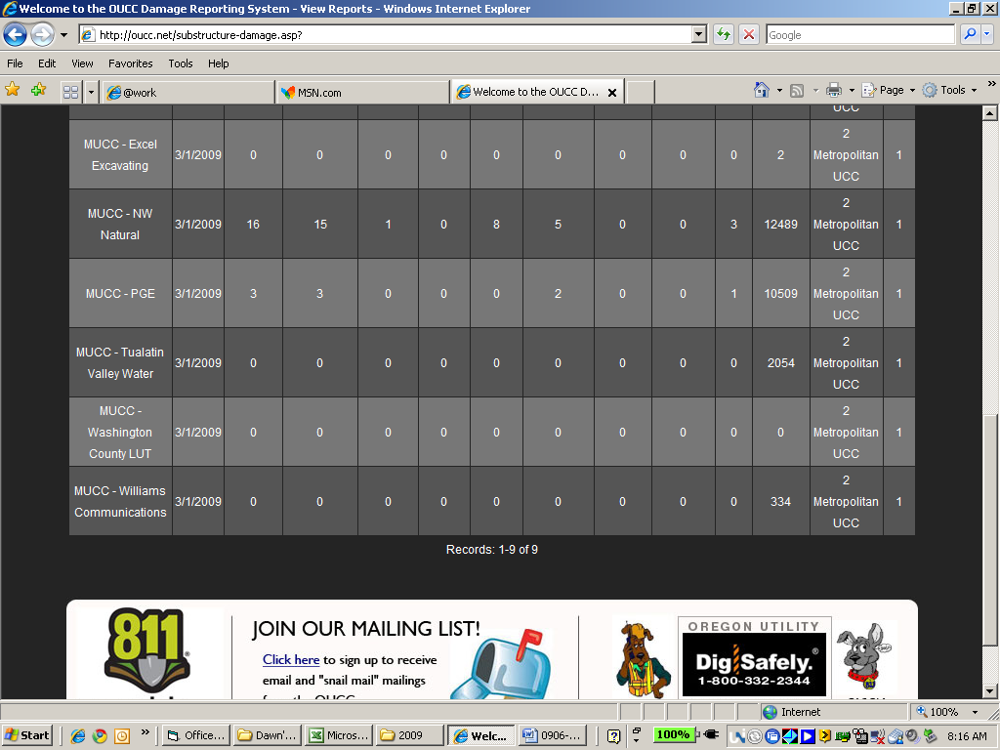 Welcome to the OUCC Damage Reporting System - View Reports - Windows Internet Explorer
http://oucc.net/substructure-damage.asp?
Google
File Edit View Favorites Tools Help
@work
MSN.com
Welcome to the OUCC D...
Page
Tools
UCC
MUCC - Excel Excavating 3/1/2009 0 0 0 0 0 0 0 0 0 2 2 Metropolitan UCC 1
MUCC - NW Natural 3/1/2009 16 15 1 0 8 5 0 0 3 12489 2 Metropolitan UCC 1
MUCC - PGE 3/1/2009 3 3 0 0 0 2 0 0 1 10509 2 Metropolitan UCC 1
MUCC - Tualatin Valley Water 3/1/2009 0 0 0 0 0 0 0 0 0 2054 2 Metropolitan UCC 1
MUCC - Washington County LUT 3/1/2009 0 0 0 0 0 0 0 0 0 0 2 Metropolitan UCC 1
MUCC - Williams Communications 3/1/2009 0 0 0 0 0 0 0 0 0 334 2 Metropolitan UCC 1
Records: 1-9 of 9
811
JOIN OUR MAILING LIST!
Click here to sign up to receive
email and "snail mail" mailings
from the OUCC
OREGON UTILITY
Dig Safely.®
1-800-332-2344
Internet
100%
Start
Office...
Dawn'...
Micros...
2009
Welc...
0906-...
100%
8:16 AM